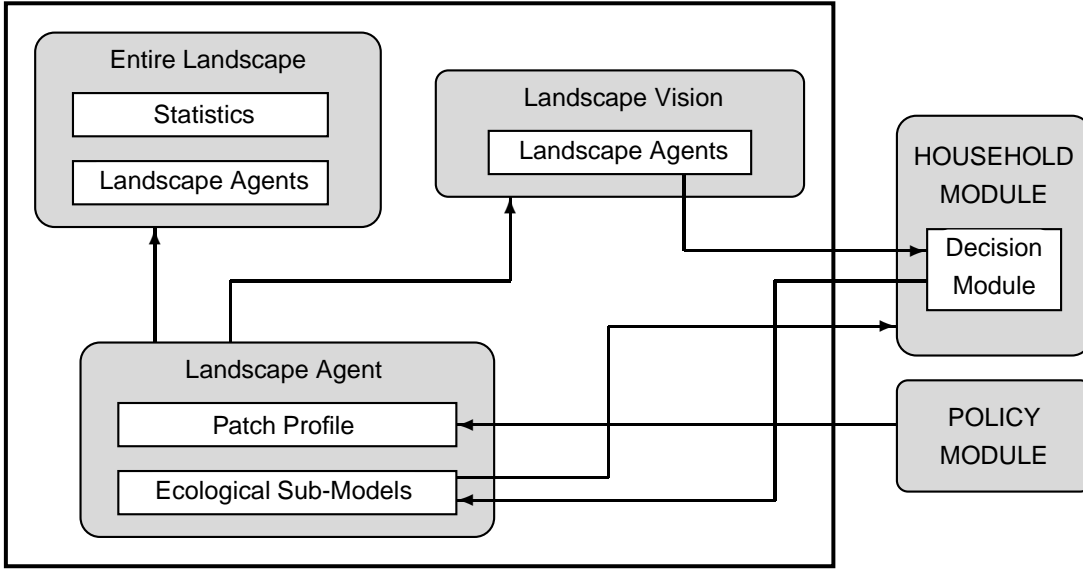 Entire Landscape
Statistics
Landscape Agents
Landscape Vision
Landscape Agents
HOUSEHOLD
MODULE
Decision
Module
Landscape Agent
Patch Profile
Ecological Sub-Models
POLICY
MODULE